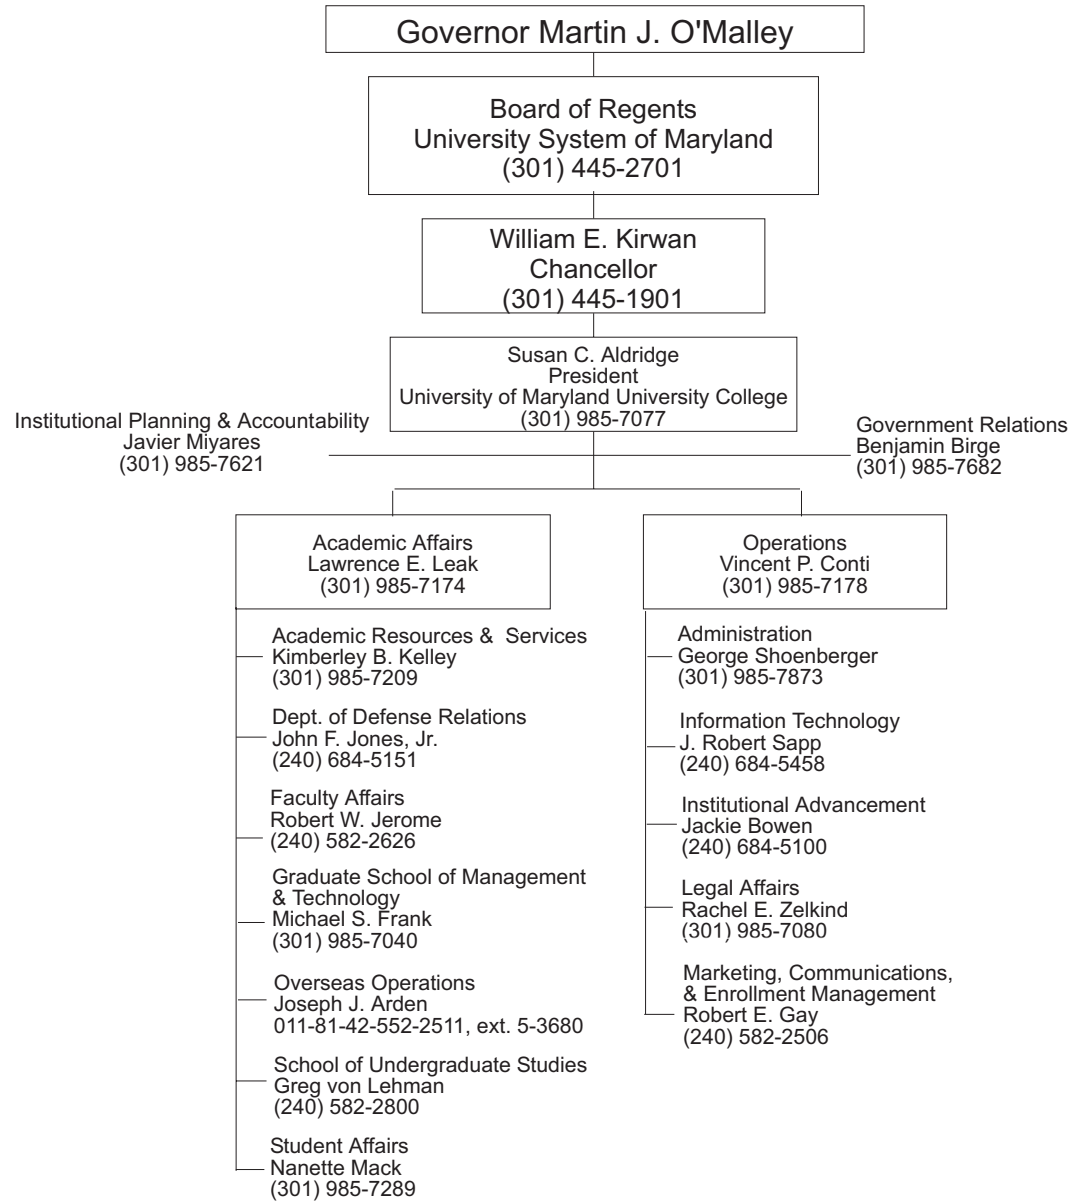 Governor Martin J. O'Malley
Board of Regents
University System of Maryland
(301) 445-2701
William E. Kirwan
Chancellor
(301) 445-1901
Susan C. Aldridge
President
University of Maryland University College
(301) 985-7077
Institutional Planning & Accountability
Javier Miyares
(301) 985-7621
Government Relations
Benjamin Birge
(301) 985-7682
Academic Affairs
Lawrence E. Leak
(301) 985-7174
Academic Resources & Services
Kimberley B. Kelley
(301) 985-7209
Dept. of Defense Relations
John F. Jones, Jr.
(240) 684-5151
Faculty Affairs
Robert W. Jerome
(240) 582-2626
Graduate School of Management
& Technology
Michael S. Frank
(301) 985-7040
Overseas Operations
Joseph J. Arden
011-81-42-552-2511, ext. 5-3680
School of Undergraduate Studies
Greg von Lehman
(240) 582-2800
Student Affairs
Nanette Mack
(301) 985-7289
Operations
Vincent P. Conti
(301) 985-7178
Administration
George Shoenberger
(301) 985-7873
Information Technology
J. Robert Sapp
(240) 684-5458
Institutional Advancement
Jackie Bowen
(240) 684-5100
Legal Affairs
Rachel E. Zelkind
(301) 985-7080
Marketing, Communications,
& Enrollment Management
Robert E. Gay
(240) 582-2506